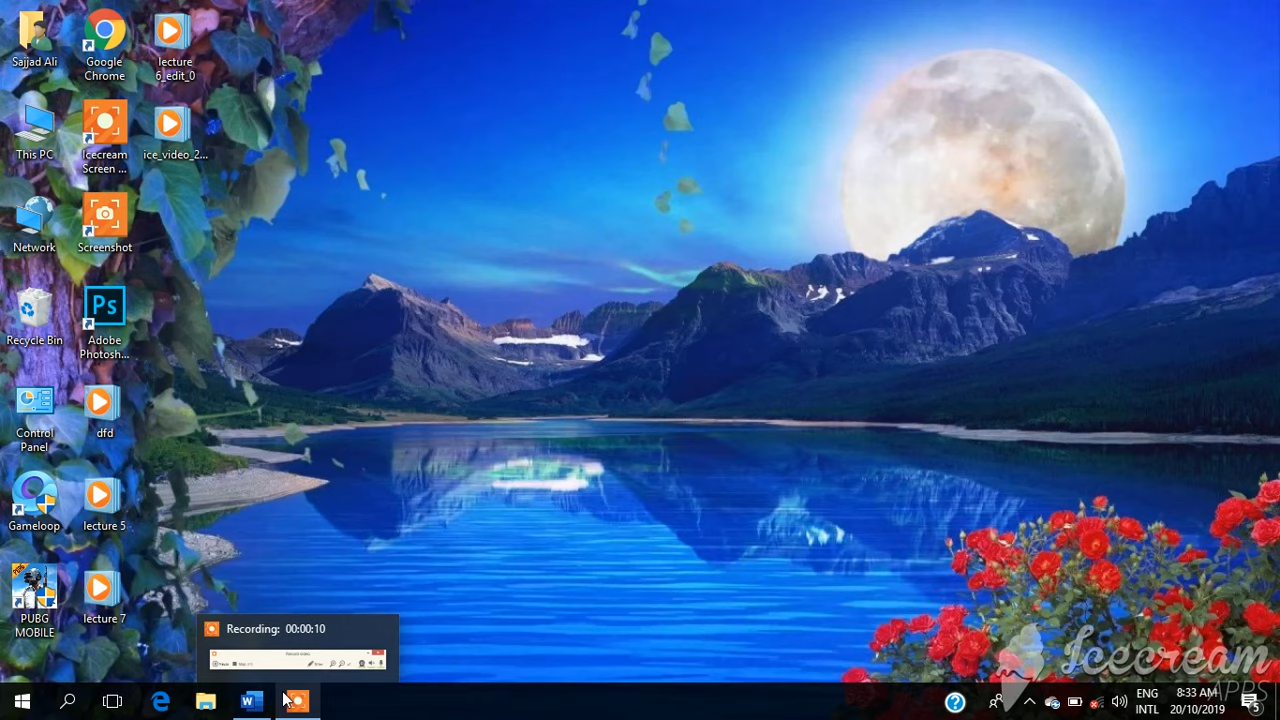 Sajjad Ali
Google
Chrome
lecture
6_edit_0
This PC
Icecream
Screen ...
ice_video_2...
Network
Screenshot
Recycle Bin
Ps
Adobe
Photosh...
Control
Panel
dfd
Gameloop
lecture 5
PUBG
PUBG
MOBILE
lecture 7
Recording: 00:00:10
Icecream
APPS
W
ENG
INTL
8:33 AM
20/10/2019
5